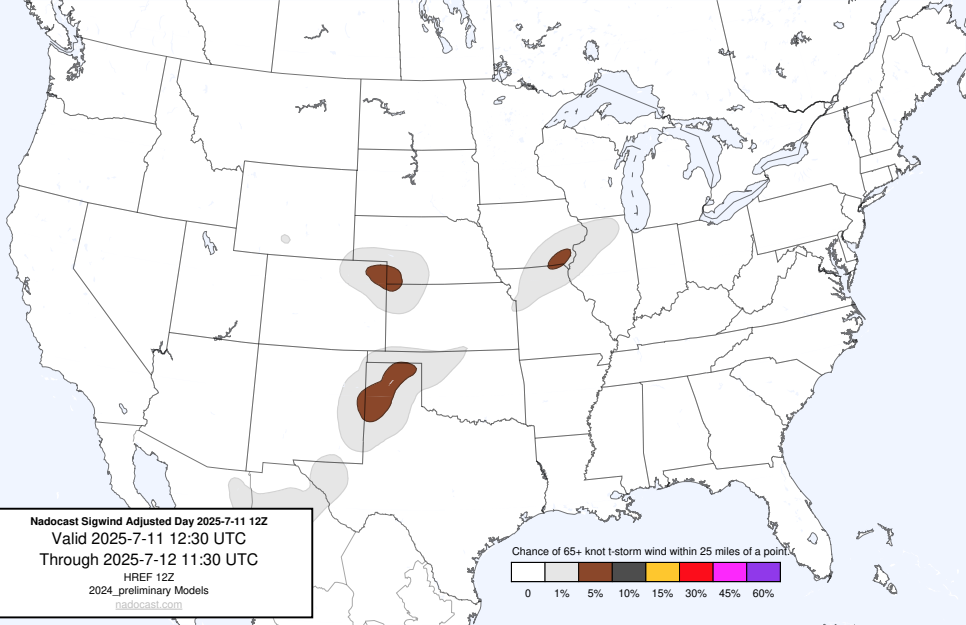 Nadocast Sigwind Adjusted Day 2025-7-11 12Z
Valid 2025-7-11 12:30 UTC
Through 2025-7-12 11:30 UTC
HREF 12Z
2024_preliminary Models
nadocast.com
Chance of 65+ knot t-storm wind within 25 miles of a point.
0 1% 5% 10% 15% 30% 45% 60%